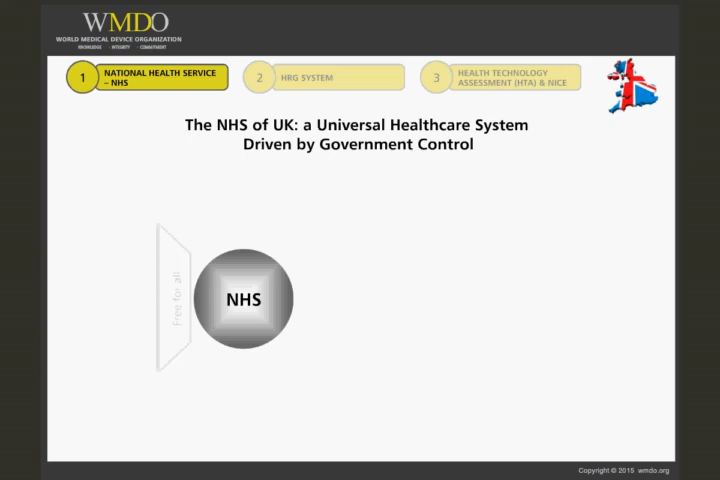 WMDO
WORLD MEDICAL DEVICE ORGANIZATION
KNOWLEDGE · INTEGRITY · COMMITMENT
1
NATIONAL HEALTH SERVICE
– NHS
2
HRG SYSTEM
3
HEALTH TECHNOLOGY
ASSESSMENT (HTA) & NICE
The NHS of UK: a Universal Healthcare System
Driven by Government Control
Free for all
NHS
Copyright © 2015 wmdo.org